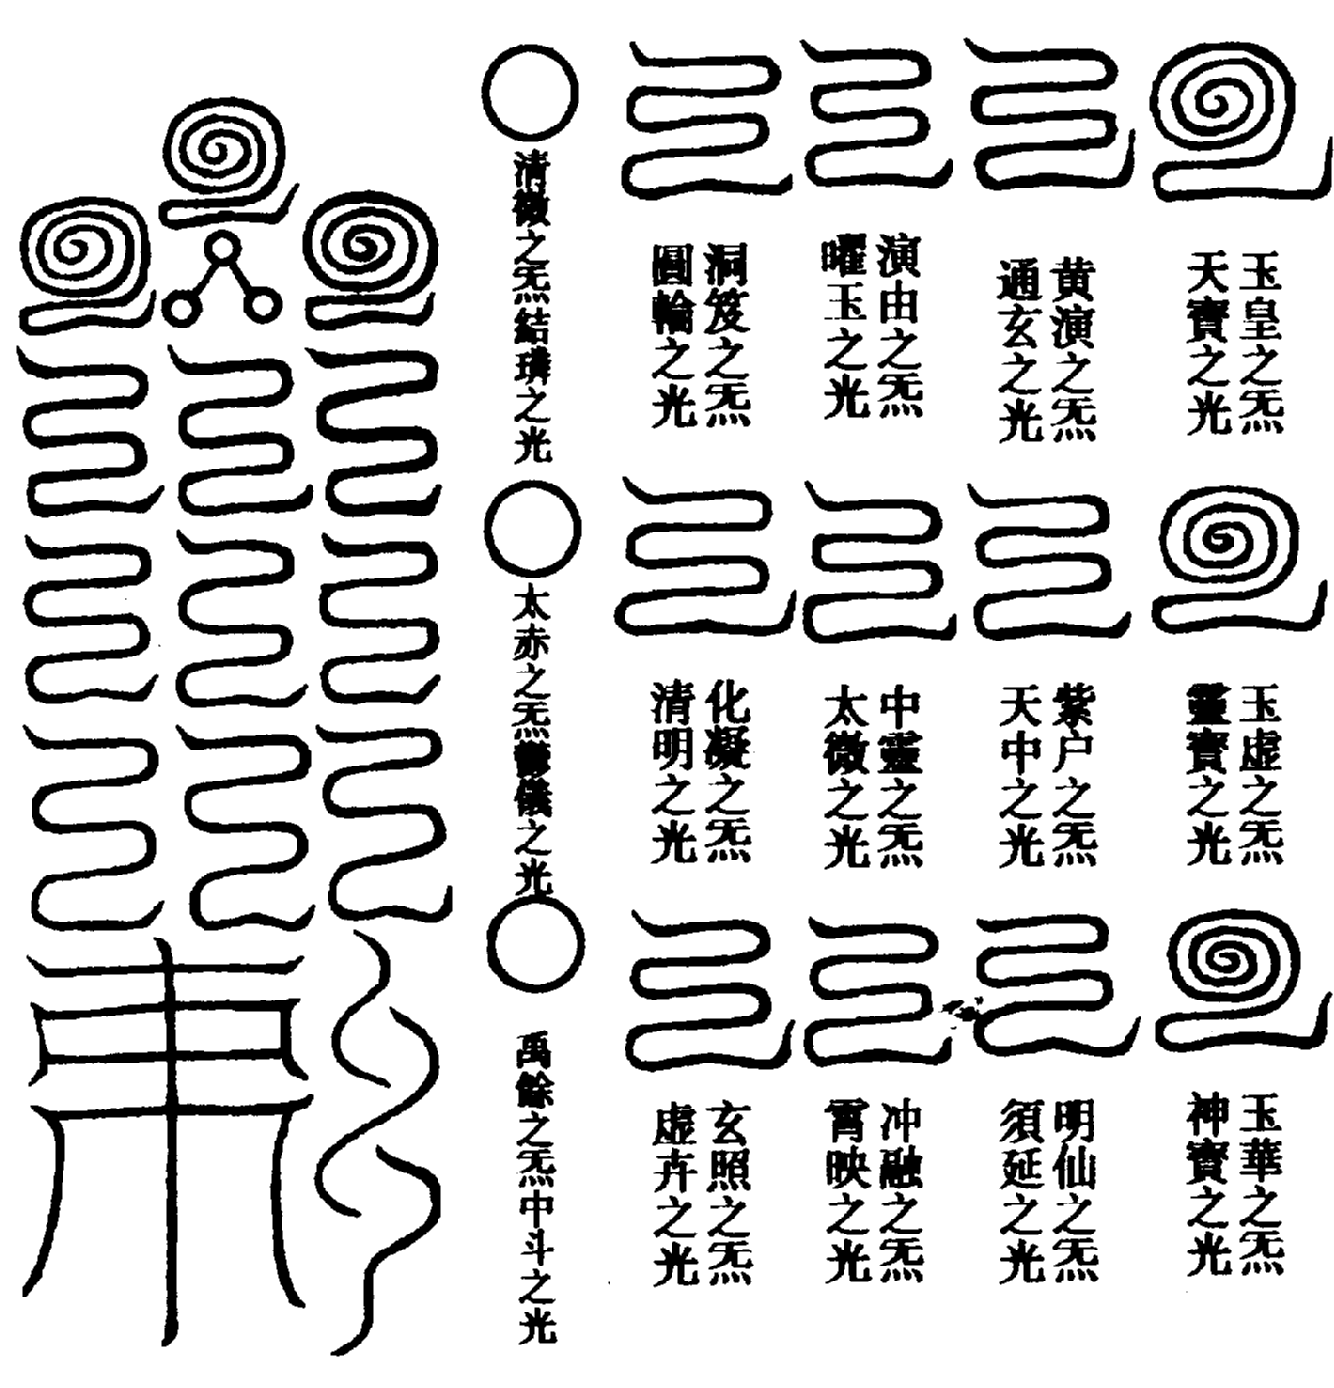 玉皇之炁
天寶之光
黄演之炁
通玄之光
演由之炁
曜玉之光
洞笈之炁
圓輪之光
清微之炁結璘之光
玉虛之炁
靈寶之光
紫户之炁
天中之光
中靈之炁
太微之光
化凝之炁
清明之光
太赤之炁鬱儀之光
玉華之炁
神寶之光
明仙之炁
須延之光
冲融之炁
霄映之光
玄照之炁
虛卉之光
禹餘之炁中斗之光